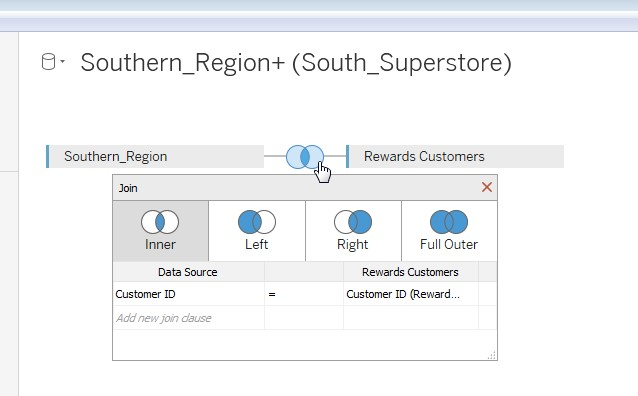 Southern_Region+ (South_Superstore)
Southern_Region
Rewards Customers
Join
Inner
Left
Right
Full Outer
Data Source
Rewards Customers
Customer ID
=
Customer ID (Reward...
Add new join clause